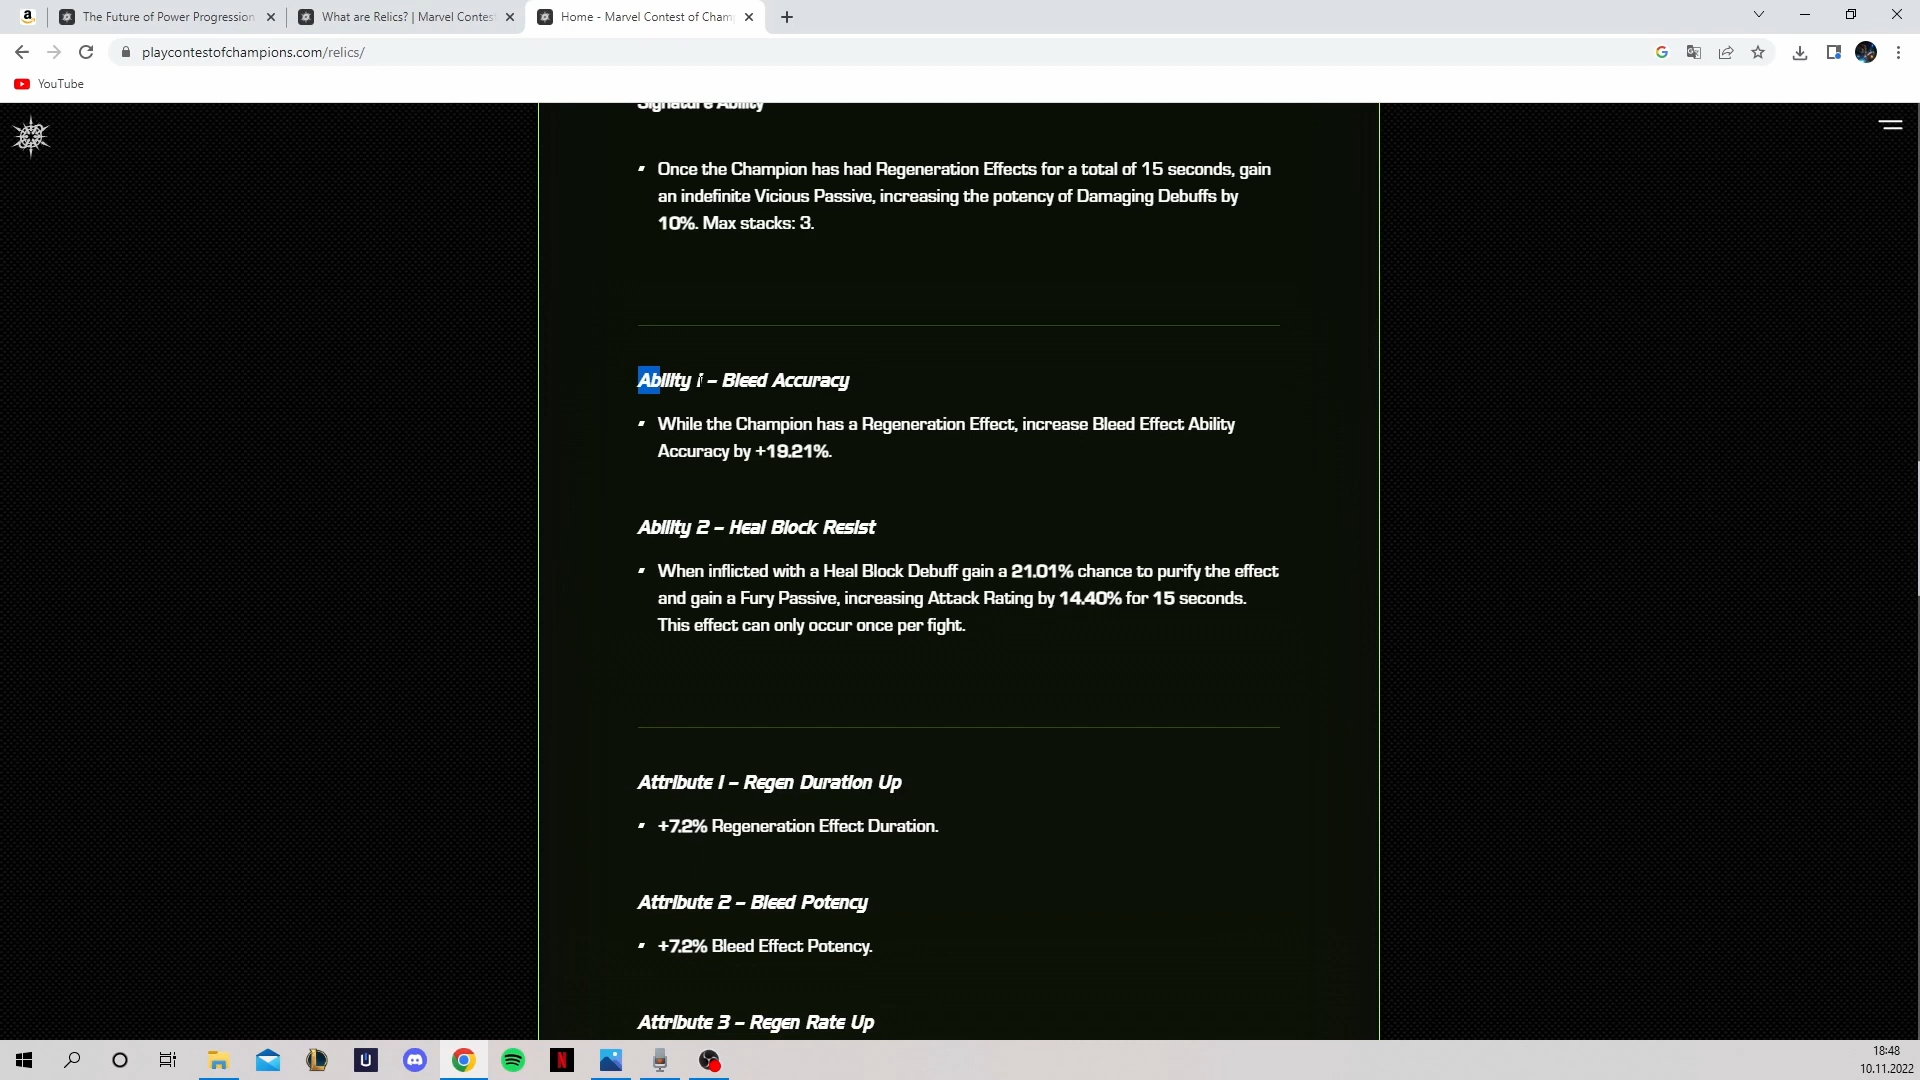 The Future of Power Progression
What are Relics? | Marvel Contest
Home - Marvel Contest of Cham
playcontestofchampions.com/relics/
YouTube
Signature Ability
Once the Champion has had Regeneration Effects for a total of 15 seconds, gain
an indefinite Vicious Passive, increasing the potency of Damaging Debuffs by
10%. Max stacks: 3.
Ability 1 – Bleed Accuracy
While the Champion has a Regeneration Effect, increase Bleed Effect Ability
Accuracy by +19.21%.
Ability 2 – Heal Block Resist
When inflicted with a Heal Block Debuff gain a 21.01% chance to purify the effect
and gain a Fury Passive, increasing Attack Rating by 14.40% for 15 seconds.
This effect can only occur once per fight.
Attribute 1 – Regen Duration Up
+7.2% Regeneration Effect Duration.
Attribute 2 – Bleed Potency
+7.2% Bleed Effect Potency.
Attribute 3 – Regen Rate Up
18:48
10.11.2022